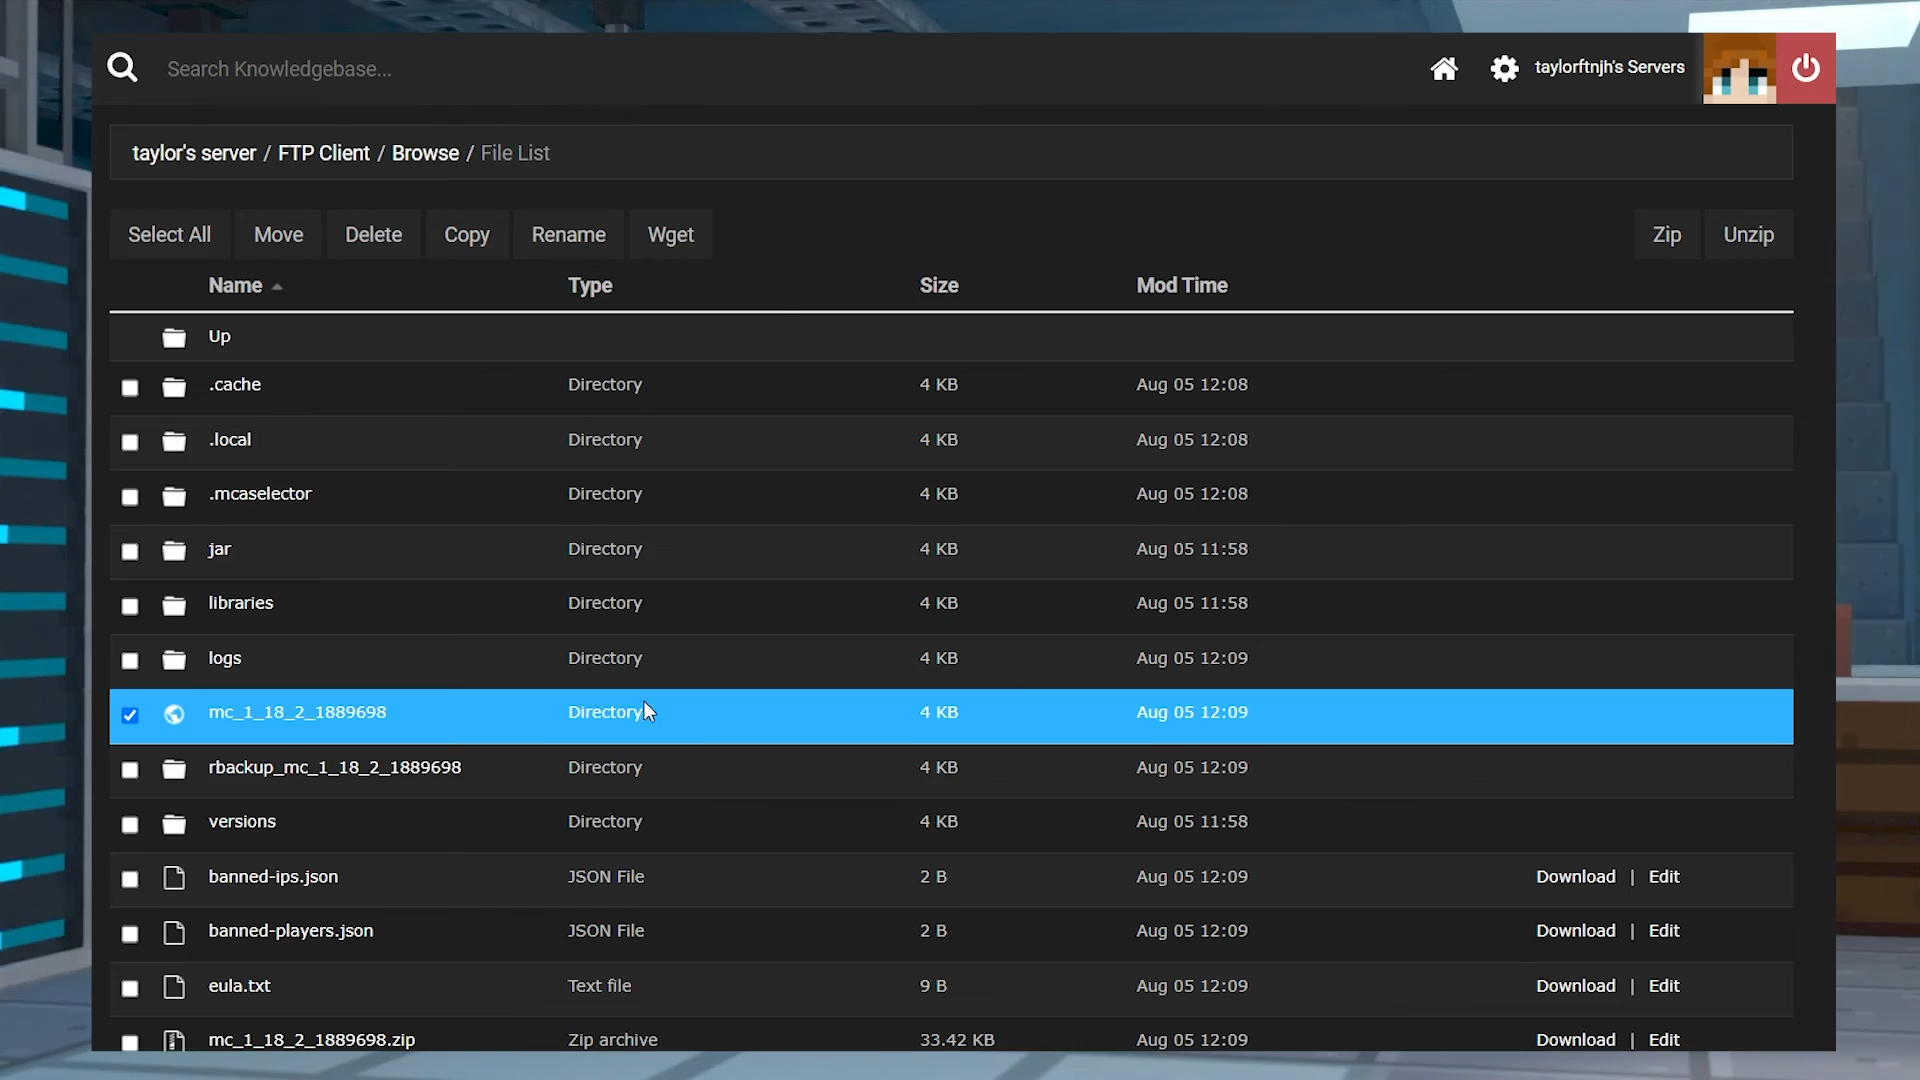 Search Knowledgebase...
taylorftnjh's Servers
taylor's server / FTP Client / Browse / File List
Select All Move Delete Copy Rename Wget Zip Unzip
Name Type Size Mod Time
Up
.cache Directory 4 KB Aug 05 12:08
.local Directory 4 KB Aug 05 12:08
.mcaselector Directory 4 KB Aug 05 12:08
jar Directory 4 KB Aug 05 11:58
libraries Directory 4 KB Aug 05 11:58
logs Directory 4 KB Aug 05 12:09
mc_1_18_2_1889698 Directory 4 KB Aug 05 12:09
rbackup_mc_1_18_2_1889698 Directory 4 KB Aug 05 12:09
versions Directory 4 KB Aug 05 11:58
banned-ips.json JSON File 2 B Aug 05 12:09 Download | Edit
banned-players.json JSON File 2 B Aug 05 12:09 Download | Edit
eula.txt Text file 9 B Aug 05 12:09 Download | Edit
mc_1_18_2_1889698.zip Zip archive 33.42 KB Aug 05 12:09 Download | Edit